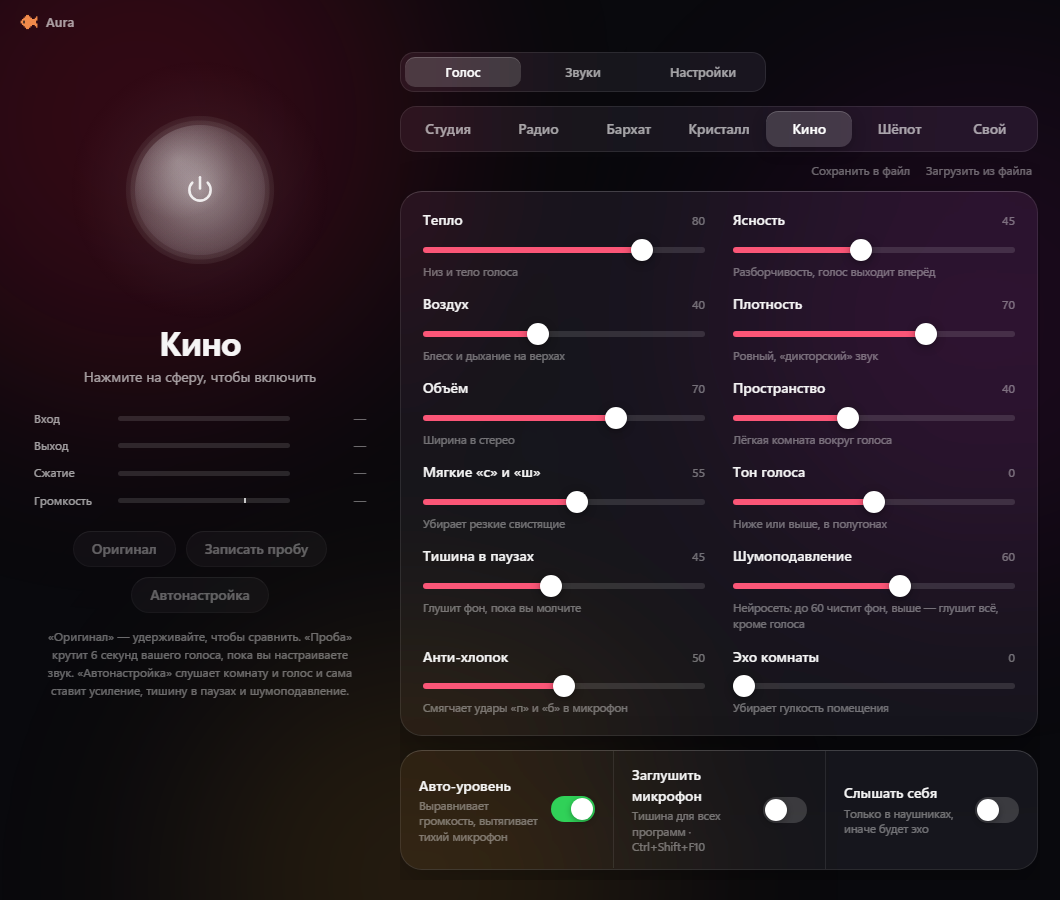 Aura
Голос
Звуки
Настройки
Студия
Радио
Бархат
Кристалл
Кино
Шёпот
Свой
Сохранить в файл
Загрузить из файла
Кино
Нажмите на сферу, чтобы включить
Вход —
Выход —
Сжатие —
Громкость —
Оригинал
Записать пробу
Автонастройка
«Оригинал» — удерживайте, чтобы сравнить. «Проба»
крутит 6 секунд вашего голоса, пока вы настраиваете
звук. «Автонастройка» слушает комнату и голос и сама
ставит усиление, тишину в паузах и шумоподавление.
Тепло 80
Низ и тело голоса
Ясность 45
Разборчивость, голос выходит вперёд
Воздух 40
Блеск и дыхание на верхах
Плотность 70
Ровный, «дикторский» звук
Объём 70
Ширина в стерео
Пространство 40
Лёгкая комната вокруг голоса
Мягкие «с» и «ш» 55
Убирает резкие свистящие
Тон голоса 0
Ниже или выше, в полутонах
Тишина в паузах 45
Глушит фон, пока вы молчите
Шумоподавление 60
Нейросеть: до 60 чистит фон, выше — глушит всё,
кроме голоса
Анти-хлопок 50
Смягчает удары «п» и «б» в микрофон
Эхо комнаты 0
Убирает гулкость помещения
Авто-уровень
Выравнивает
громкость, вытягивает
тихий микрофон
Заглушить
микрофон
Тишина для всех
программ ·
Ctrl+Shift+F10
Слышать себя
Только в наушниках,
иначе будет эхо